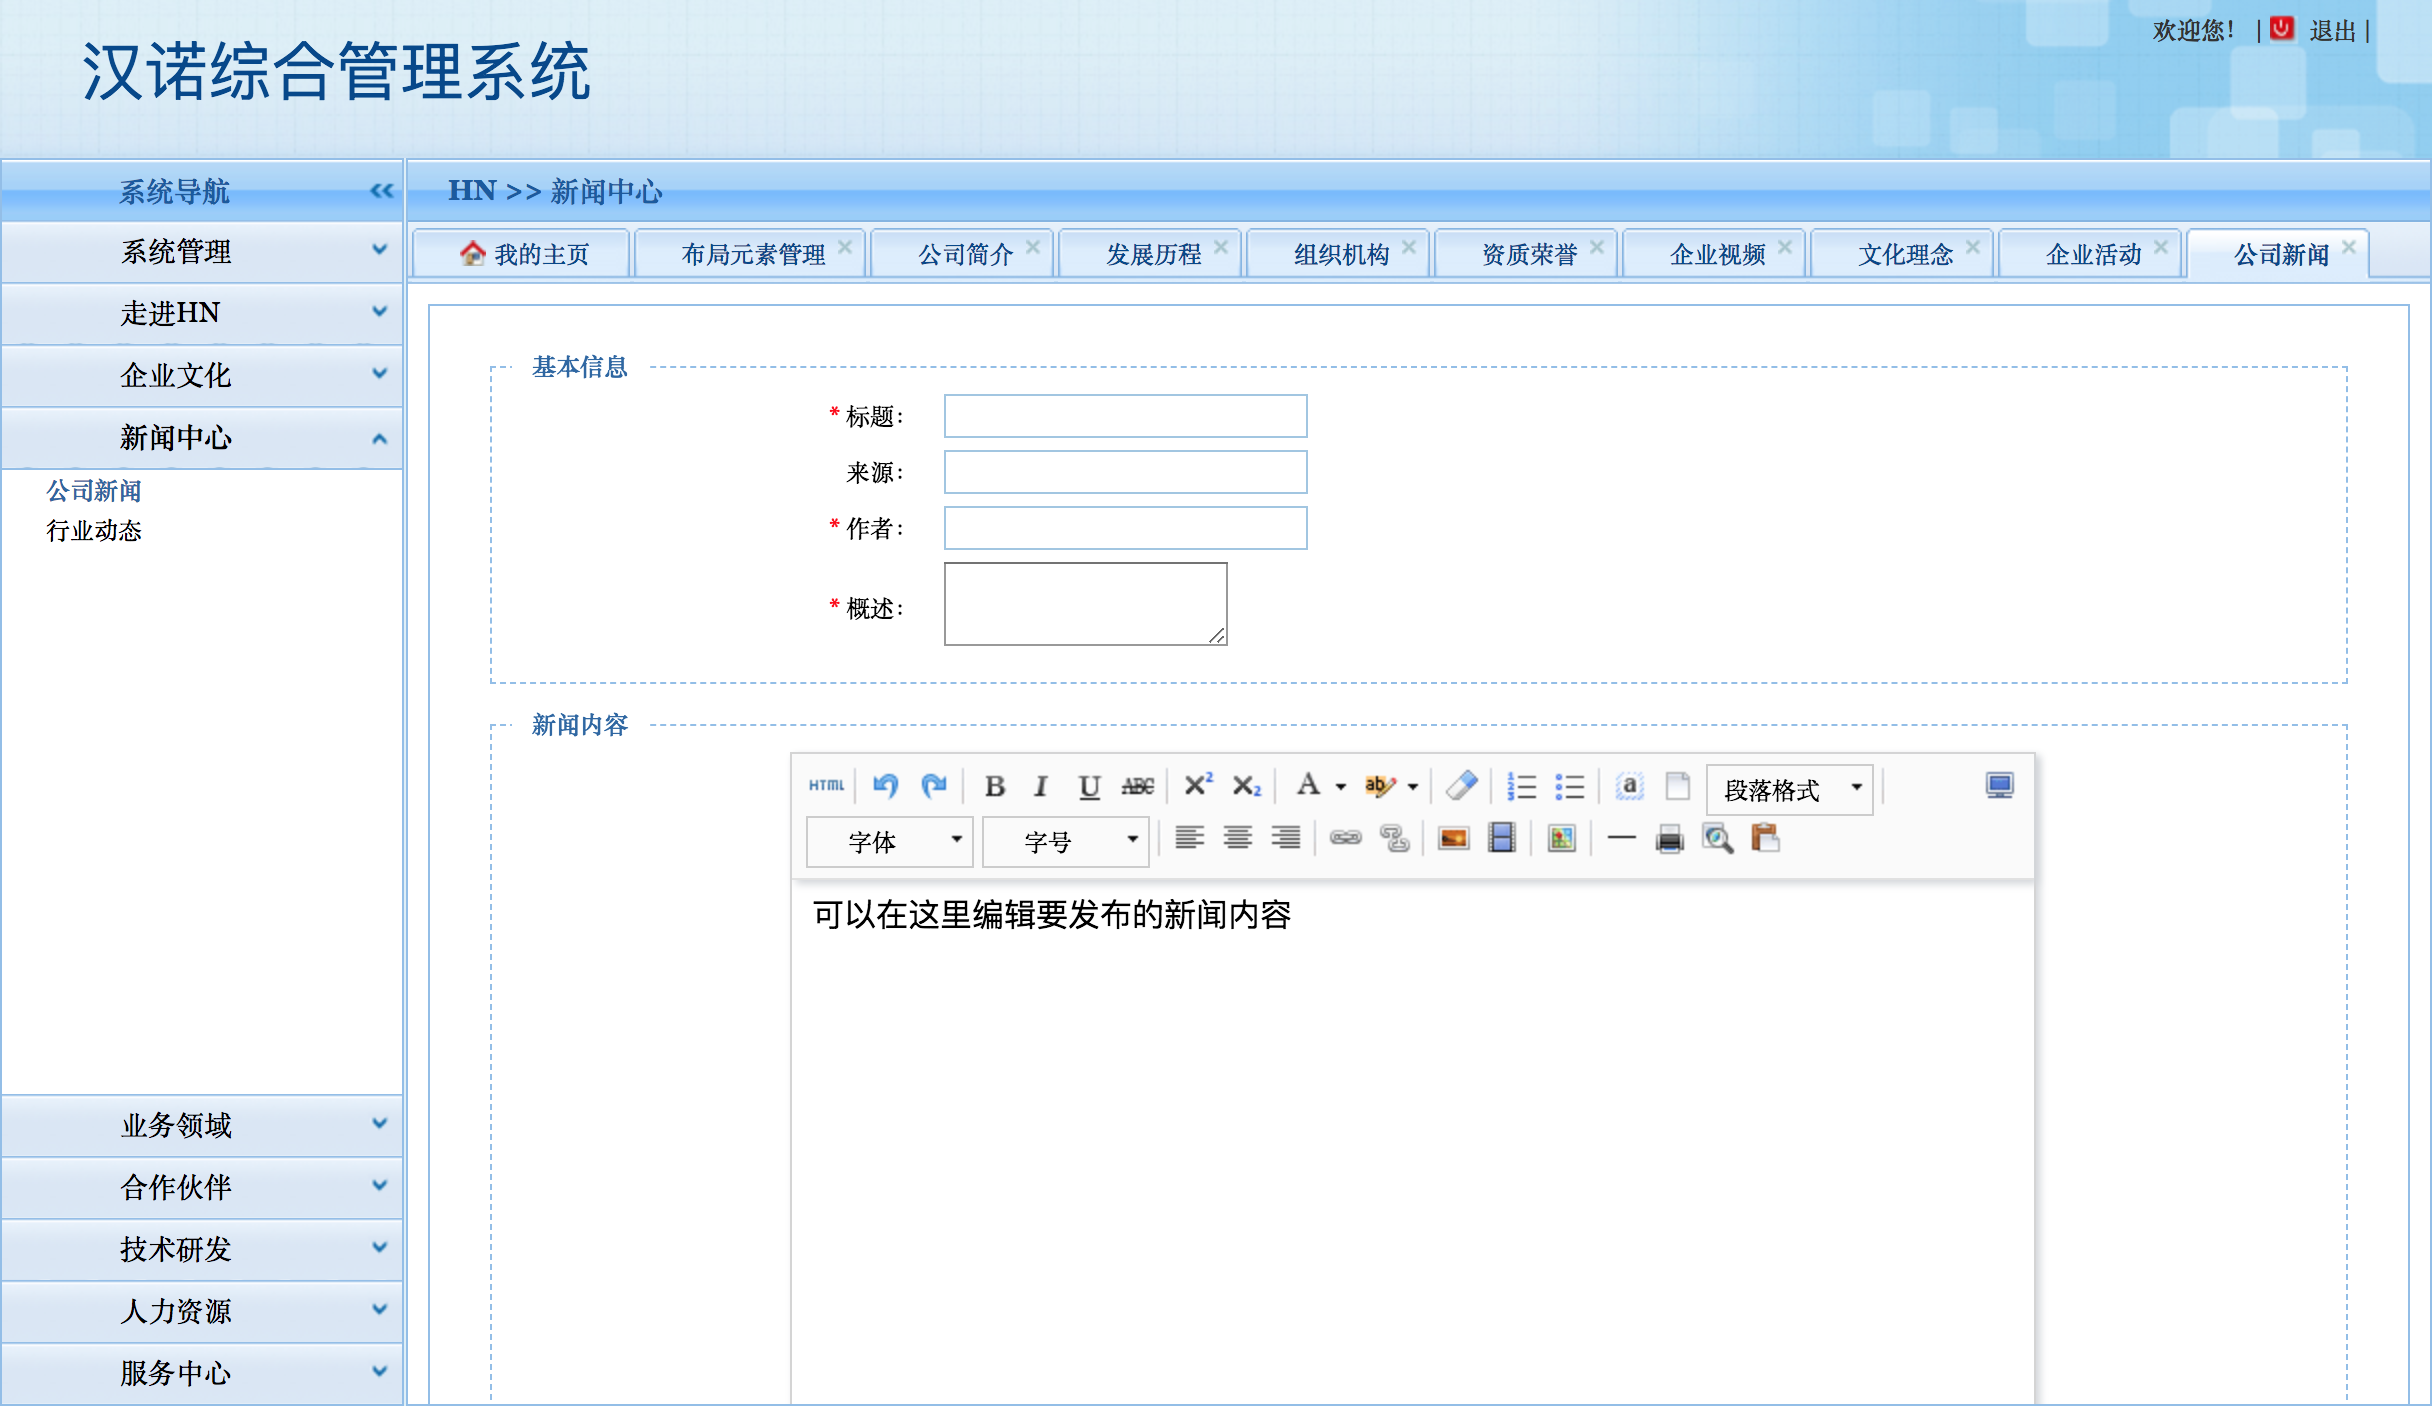 汉诺综合管理系统
欢迎您！ | 退出 |
系统导航
系统管理
走进HN
企业文化
新闻中心
公司新闻
行业动态
业务领域
合作伙伴
技术研发
人力资源
服务中心
HN >> 新闻中心
我的主页 布局元素管理 公司简介 发展历程 组织机构 资质荣誉 企业视频 文化理念 企业活动 公司新闻
基本信息
* 标题：
来源：
* 作者：
* 概述：
新闻内容
HTML B I U ABC X² X₂ A ab a 段落格式
字体 字号
可以在这里编辑要发布的新闻内容